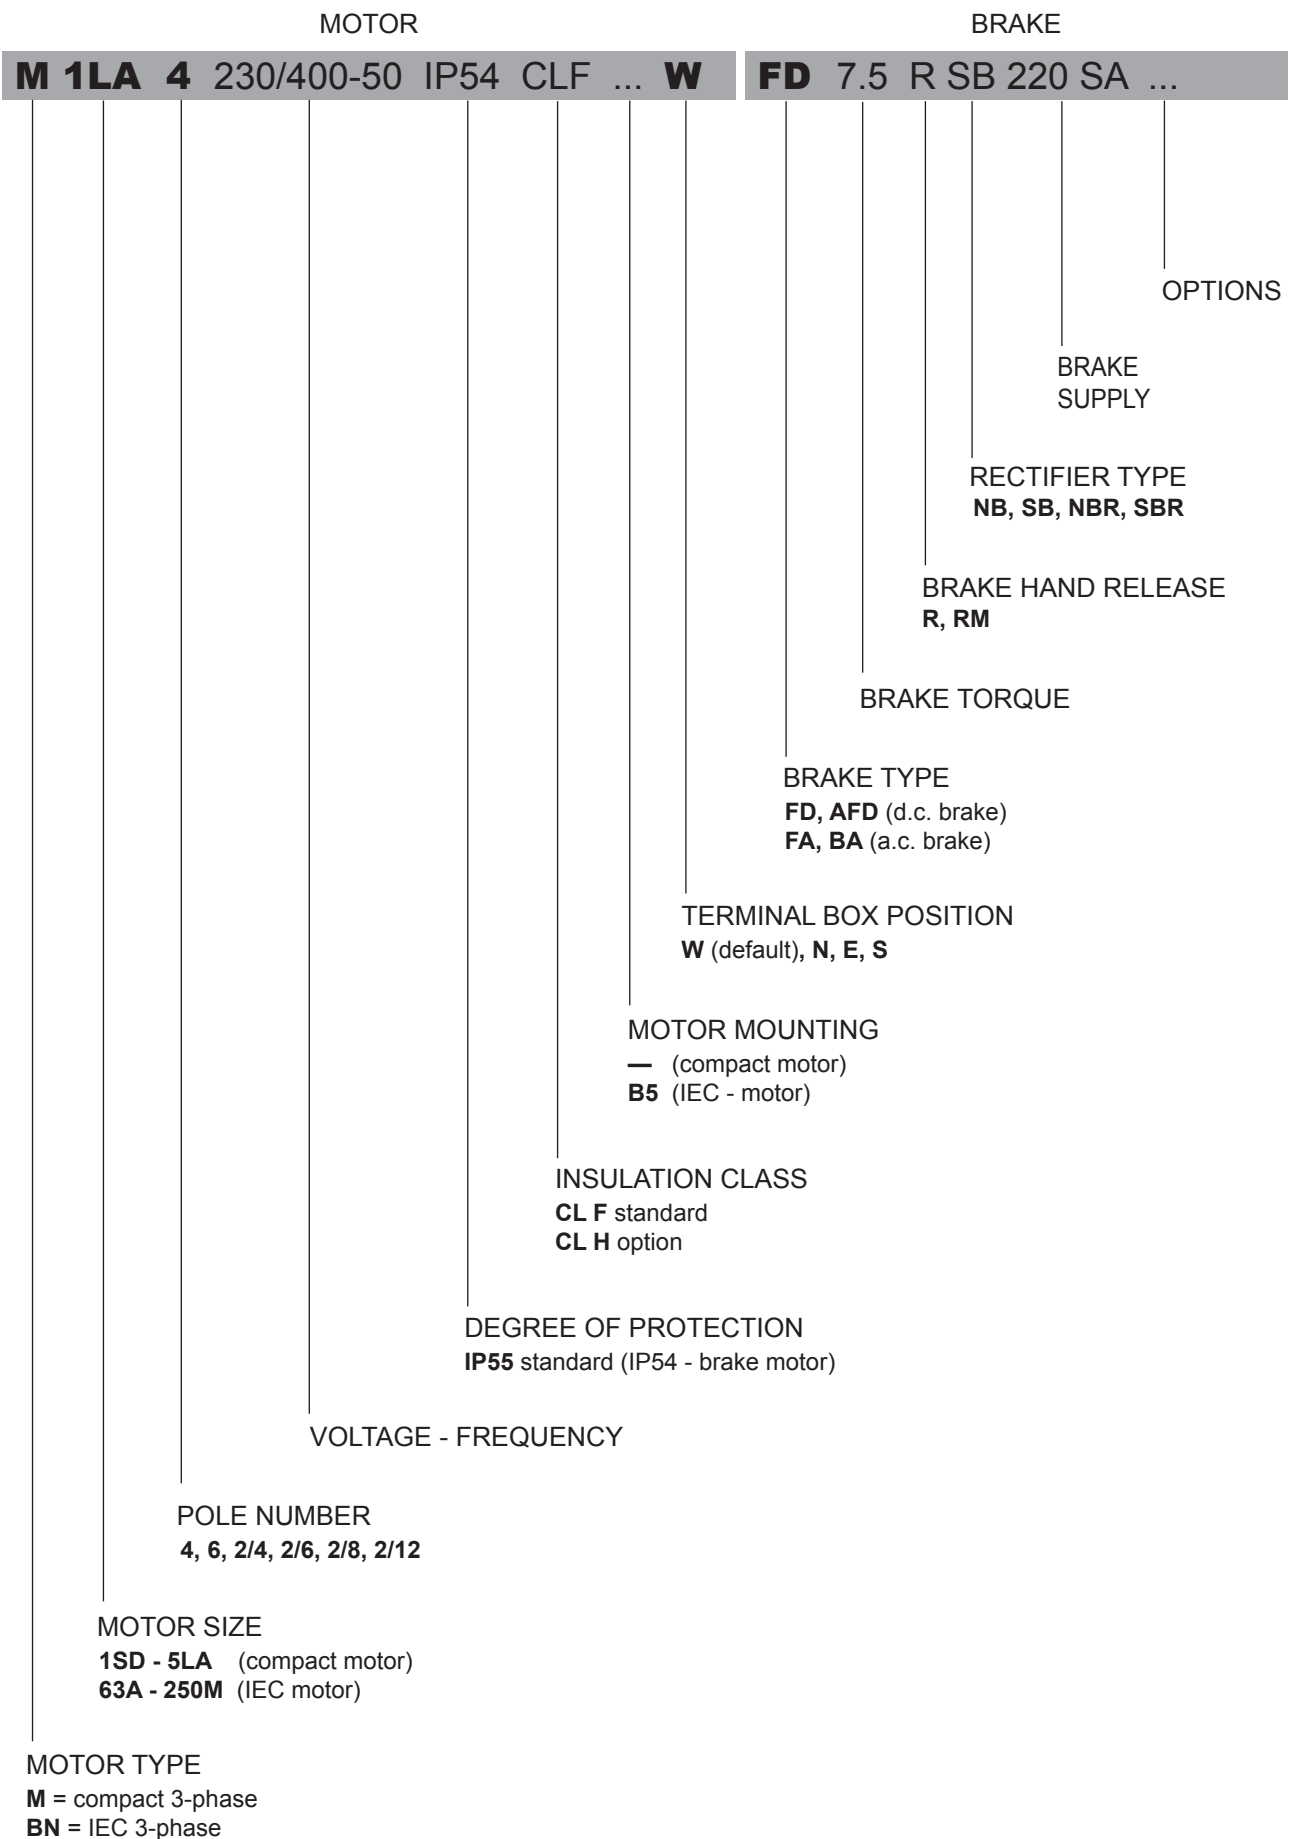 MOTOR BRAKE
M 1LA 4 230/400-50 IP54 CLF ... W FD 7.5 R SB 220 SA ...
OPTIONS
BRAKE
SUPPLY
RECTIFIER TYPE
NB, SB, NBR, SBR
BRAKE HAND RELEASE
R, RM
BRAKE TORQUE
BRAKE TYPE
FD, AFD (d.c. brake)
FA, BA (a.c. brake)
TERMINAL BOX POSITION
W (default), N, E, S
MOTOR MOUNTING
— (compact motor)
B5 (IEC - motor)
INSULATION CLASS
CL F standard
CL H option
DEGREE OF PROTECTION
IP55 standard (IP54 - brake motor)
VOLTAGE - FREQUENCY
POLE NUMBER
4, 6, 2/4, 2/6, 2/8, 2/12
MOTOR SIZE
1SD - 5LA (compact motor)
63A - 250M (IEC motor)
MOTOR TYPE
M = compact 3-phase
BN = IEC 3-phase